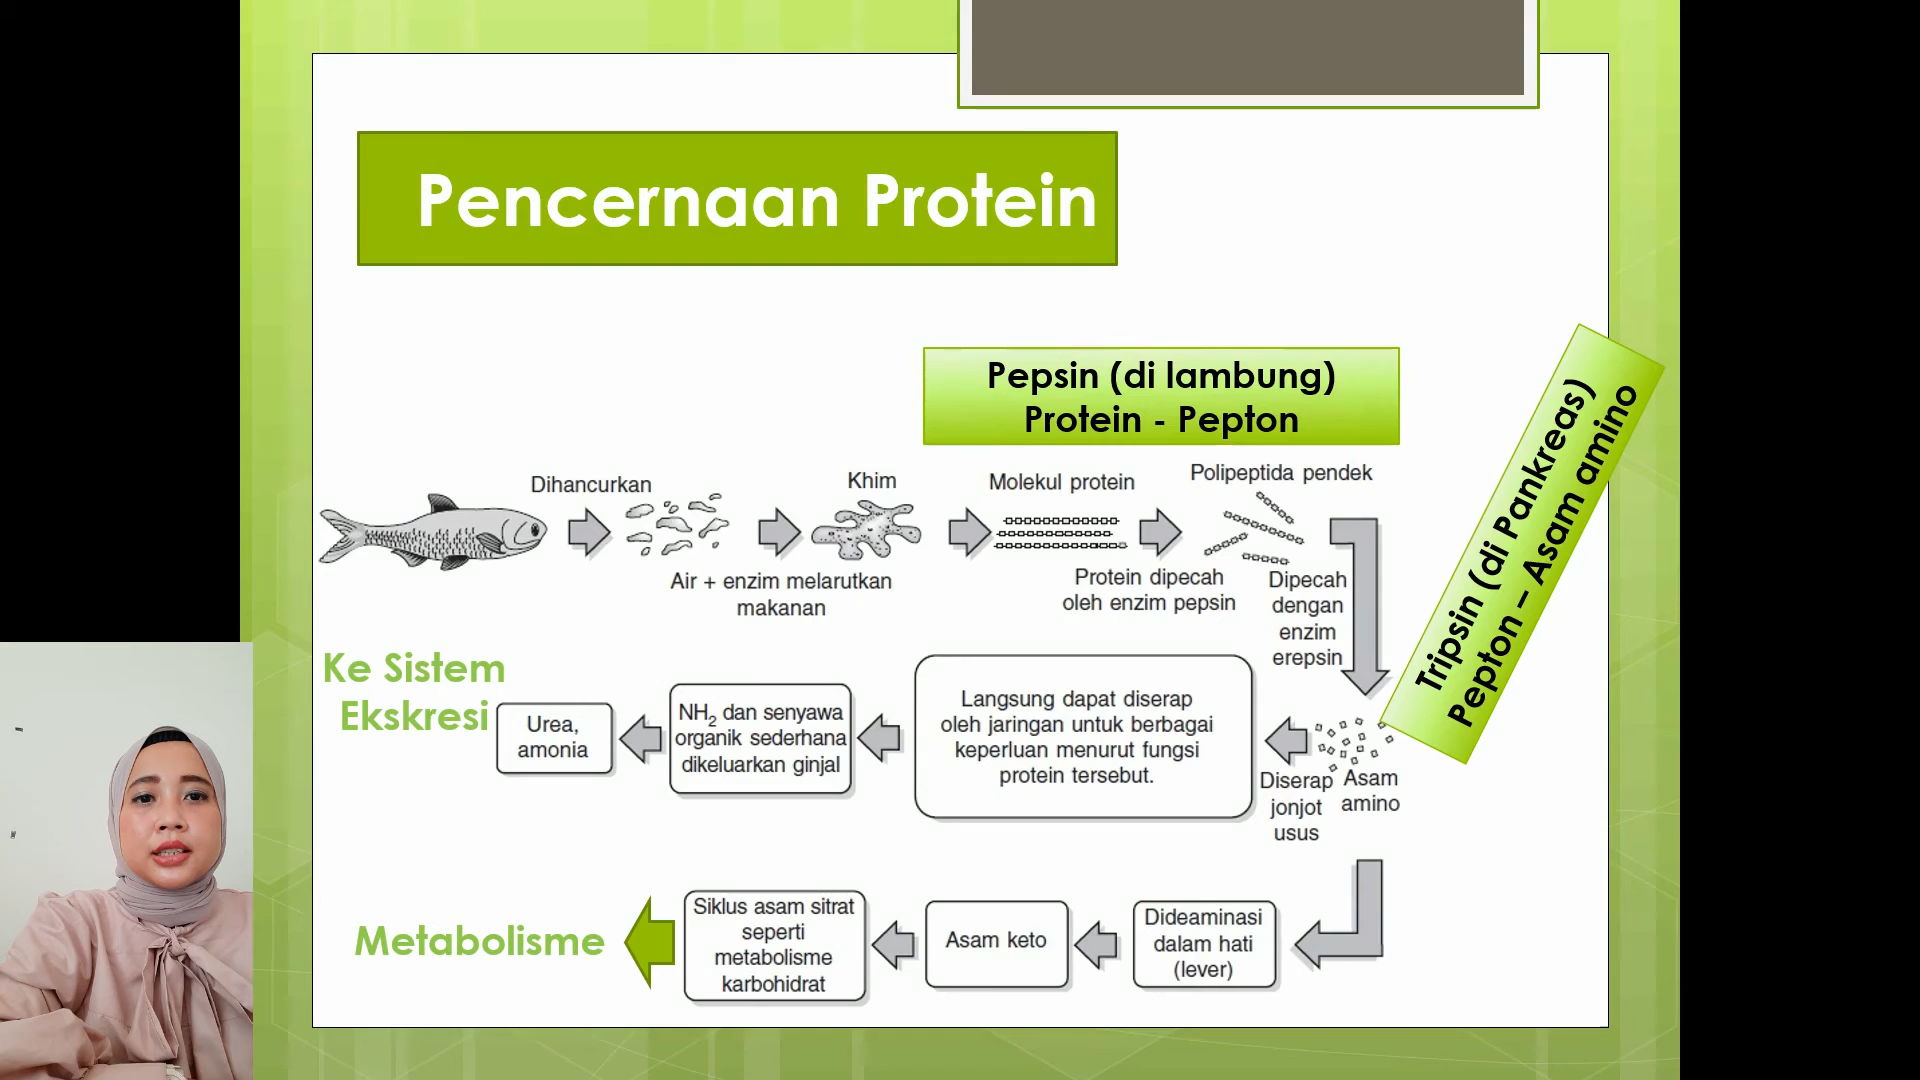 Pencernaan Protein
Pepsin (di lambung)
Protein - Pepton
Tripsin (di Pankreas)
Pepton – Asam amino
Dihancurkan
Khim
Molekul protein
Polipeptida pendek
Air + enzim melarutkan
makanan
Protein dipecah
oleh enzim pepsin
Dipecah
dengan
enzim
erepsin
Ke Sistem
Ekskresi
Urea,
amonia
NH₂ dan senyawa
organik sederhana
dikeluarkan ginjal
Langsung dapat diserap
oleh jaringan untuk berbagai
keperluan menurut fungsi
protein tersebut.
Diserap
jonjot
usus
Asam
amino
Metabolisme
Siklus asam sitrat
seperti
metabolisme
karbohidrat
Asam keto
Dideaminasi
dalam hati
(lever)